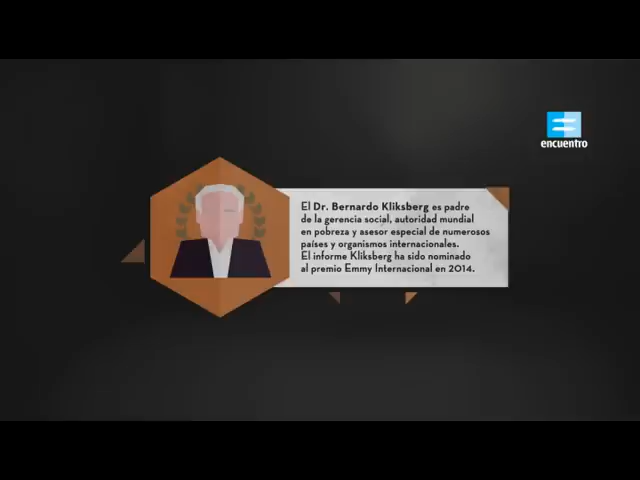 encuentro
El Dr. Bernardo Kliksberg es padre
de la gerencia social, autoridad mundial
en pobreza y asesor especial de numerosos
países y organismos internacionales.
El informe Kliksberg ha sido nominado
al premio Emmy Internacional en 2014.